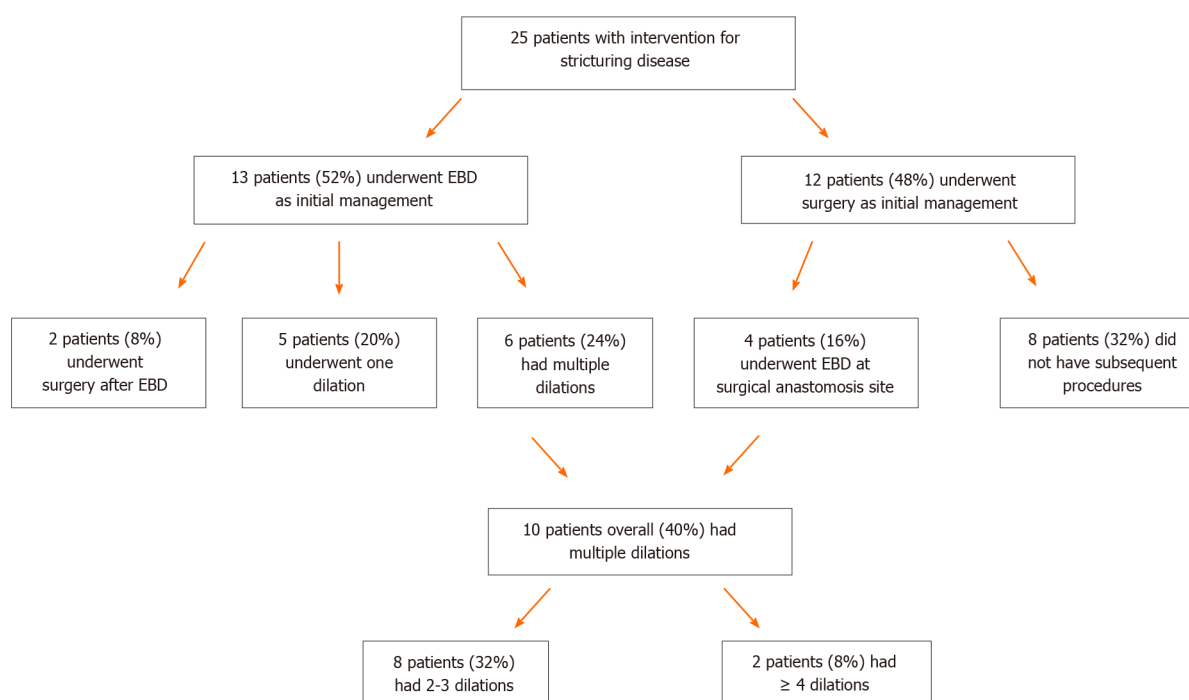 25 patients with intervention for
stricturing disease
13 patients (52%) underwent EBD
as initial management
12 patients (48%) underwent
surgery as initial management
2 patients (8%)
underwent
surgery after EBD
5 patients (20%)
underwent one
dilation
6 patients (24%)
had multiple
dilations
4 patients (16%)
underwent EBD at
surgical anastomosis site
8 patients (32%) did
not have subsequent
procedures
10 patients overall (40%) had
multiple dilations
8 patients (32%)
had 2-3 dilations
2 patients (8%) had
≥ 4 dilations